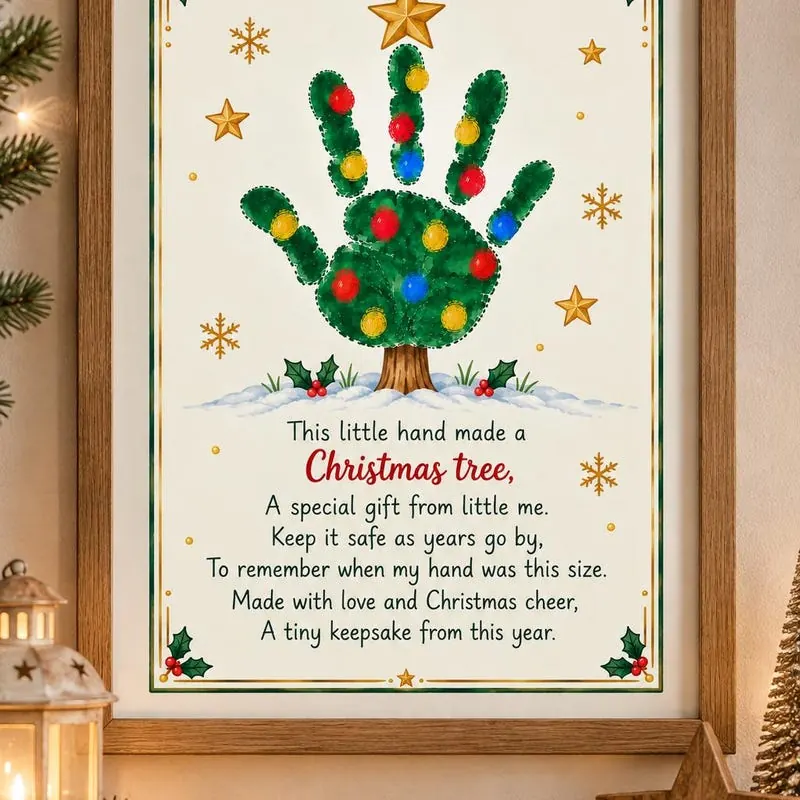 This little hand made a
Christmas tree,
A special gift from little me.
Keep it safe as years go by,
To remember when my hand was this size.
Made with love and Christmas cheer,
A tiny keepsake from this year.